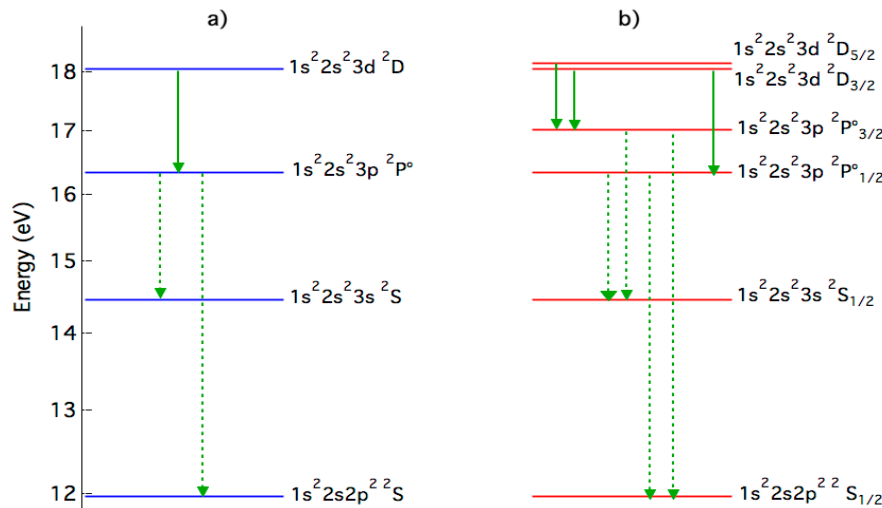 a)
b)
Energy (eV)
18
17
16
15
14
13
12
1s²2s²3d ²D
1s²2s²3p ²P°
1s²2s²3s ²S
1s²2s2p² ²S
1s²2s²3d ²D₅/₂
1s²2s²3d ²D₃/₂
1s²2s²3p ²P°₃/₂
1s²2s²3p ²P°₁/₂
1s²2s²3s ²S₁/₂
1s²2s2p² ²S₁/₂